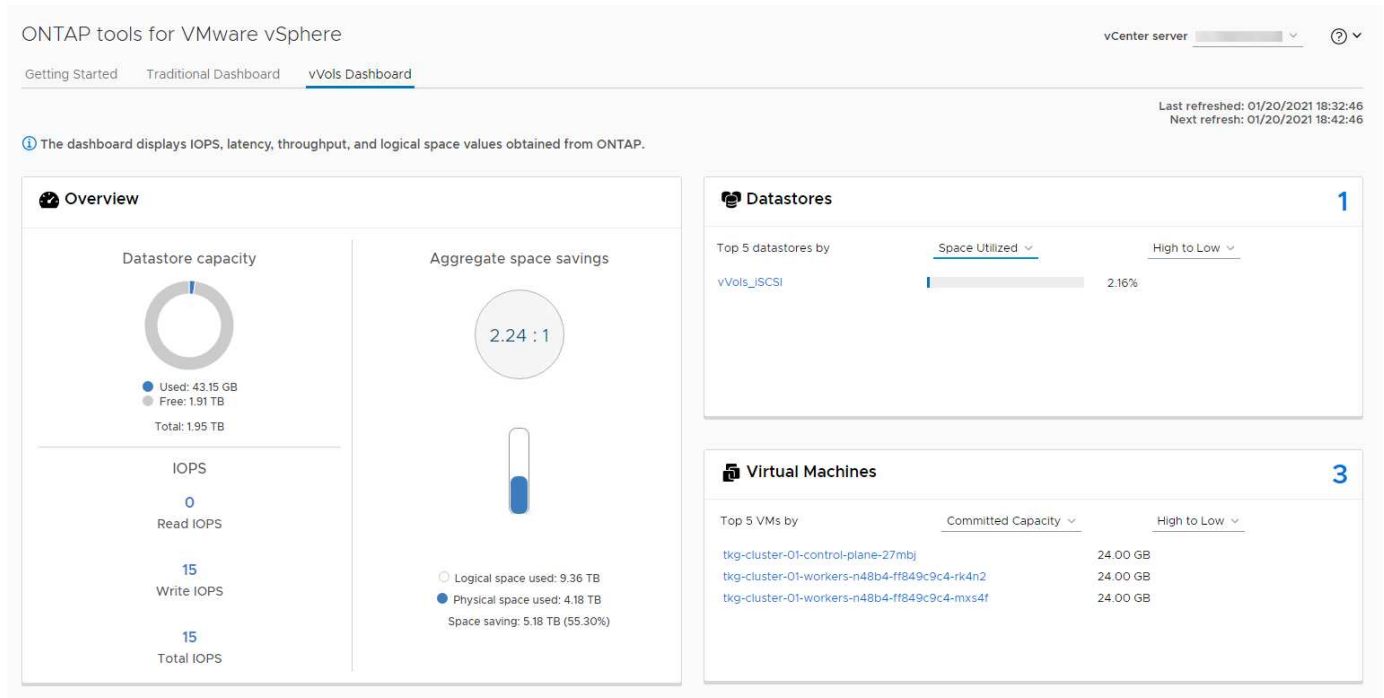 ONTAP tools for VMware vSphere
vCenter server
Getting Started Traditional Dashboard vVols Dashboard
Last refreshed: 01/20/2021 18:32:46
Next refresh: 01/20/2021 18:42:46
The dashboard displays IOPS, latency, throughput, and logical space values obtained from ONTAP.
Overview
Datastore capacity
Used: 43.15 GB
Free: 1.91 TB
Total: 1.95 TB
IOPS
0
Read IOPS
15
Write IOPS
15
Total IOPS
Aggregate space savings
2.24 : 1
Logical space used: 9.36 TB
Physical space used: 4.18 TB
Space saving: 5.18 TB (55.30%)
Datastores 1
Top 5 datastores by Space Utilized High to Low
vVols_iSCSI 2.16%
Virtual Machines 3
Top 5 VMs by Committed Capacity High to Low
tkg-cluster-01-control-plane-27mbj 24.00 GB
tkg-cluster-01-workers-n48b4-ff849c9c4-rk4n2 24.00 GB
tkg-cluster-01-workers-n48b4-ff849c9c4-mxs4f 24.00 GB